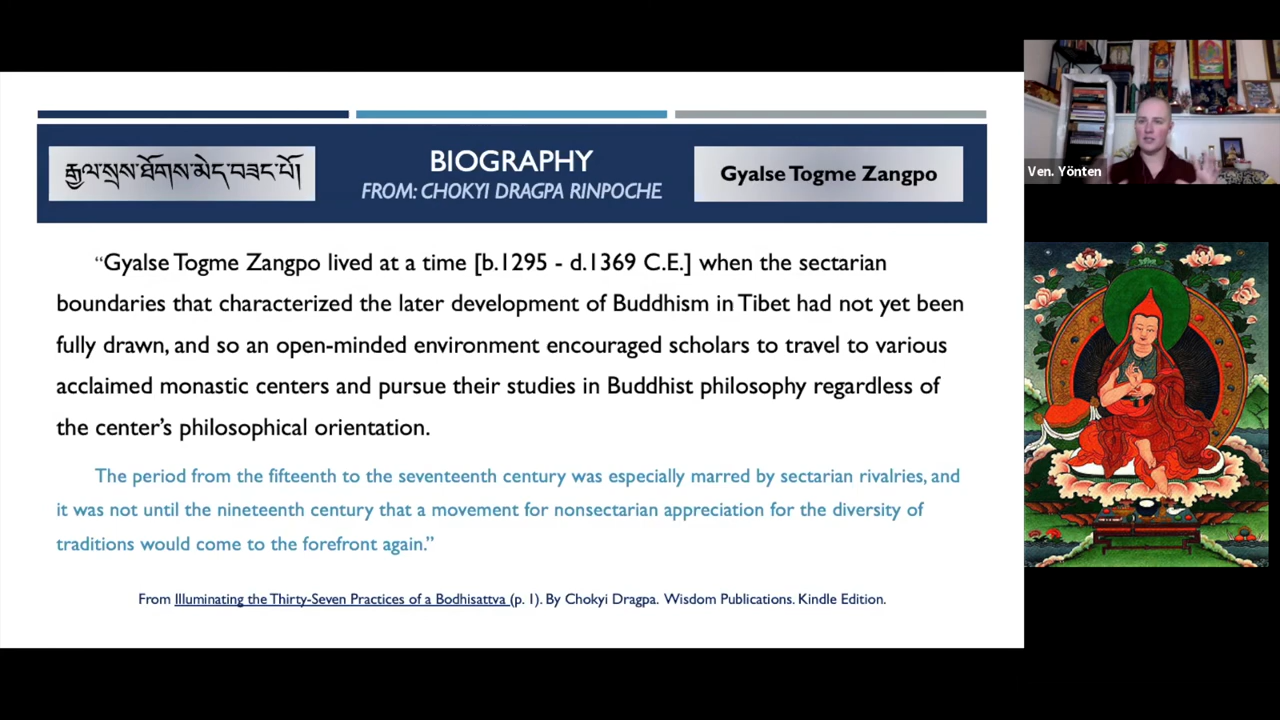 རྒྱལ་སྲས་ཐོགས་མེད་བཟང་པོ།
BIOGRAPHY
FROM: CHOKYI DRAGPA RINPOCHE
Gyalse Togme Zangpo
Ven. Yönten
“Gyalse Togme Zangpo lived at a time [b.1295 - d.1369 C.E.] when the sectarian
boundaries that characterized the later development of Buddhism in Tibet had not yet been
fully drawn, and so an open-minded environment encouraged scholars to travel to various
acclaimed monastic centers and pursue their studies in Buddhist philosophy regardless of
the center’s philosophical orientation.
The period from the fifteenth to the seventeenth century was especially marred by sectarian rivalries, and
it was not until the nineteenth century that a movement for nonsectarian appreciation for the diversity of
traditions would come to the forefront again.”
From Illuminating the Thirty-Seven Practices of a Bodhisattva (p. 1). By Chokyi Dragpa. Wisdom Publications. Kindle Edition.